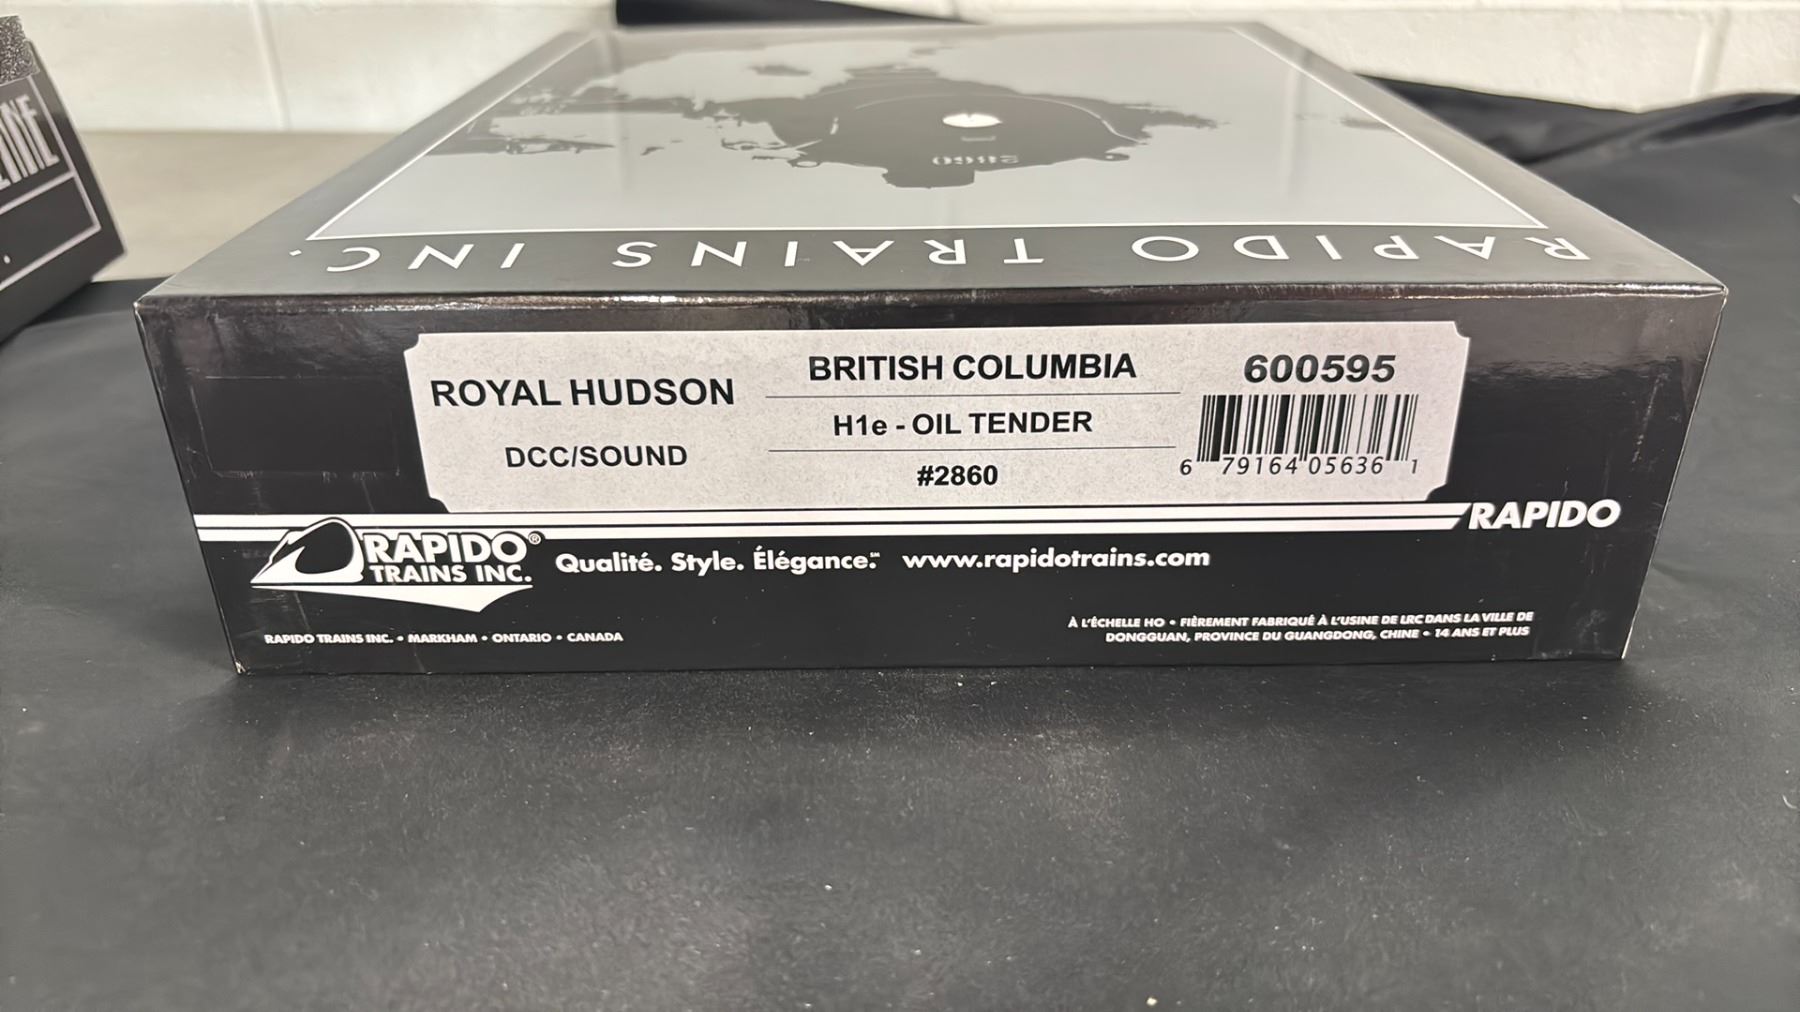 2860
RAPIDO TRAINS INC.
ROYAL HUDSON
DCC/SOUND
BRITISH COLUMBIA
H1e - OIL TENDER
#2860
600595
6 79164 05636 1
RAPIDO
RAPIDO®
TRAINS INC.
Qualité. Style. Élégance.℠ www.rapidotrains.com
RAPIDO TRAINS INC. • MARKHAM • ONTARIO • CANADA
À L'ÉCHELLE HO • FIÈREMENT FABRIQUÉ À L'USINE DE LRC DANS LA VILLE DE
DONGGUAN, PROVINCE DU GUANGDONG, CHINE • 14 ANS ET PLUS